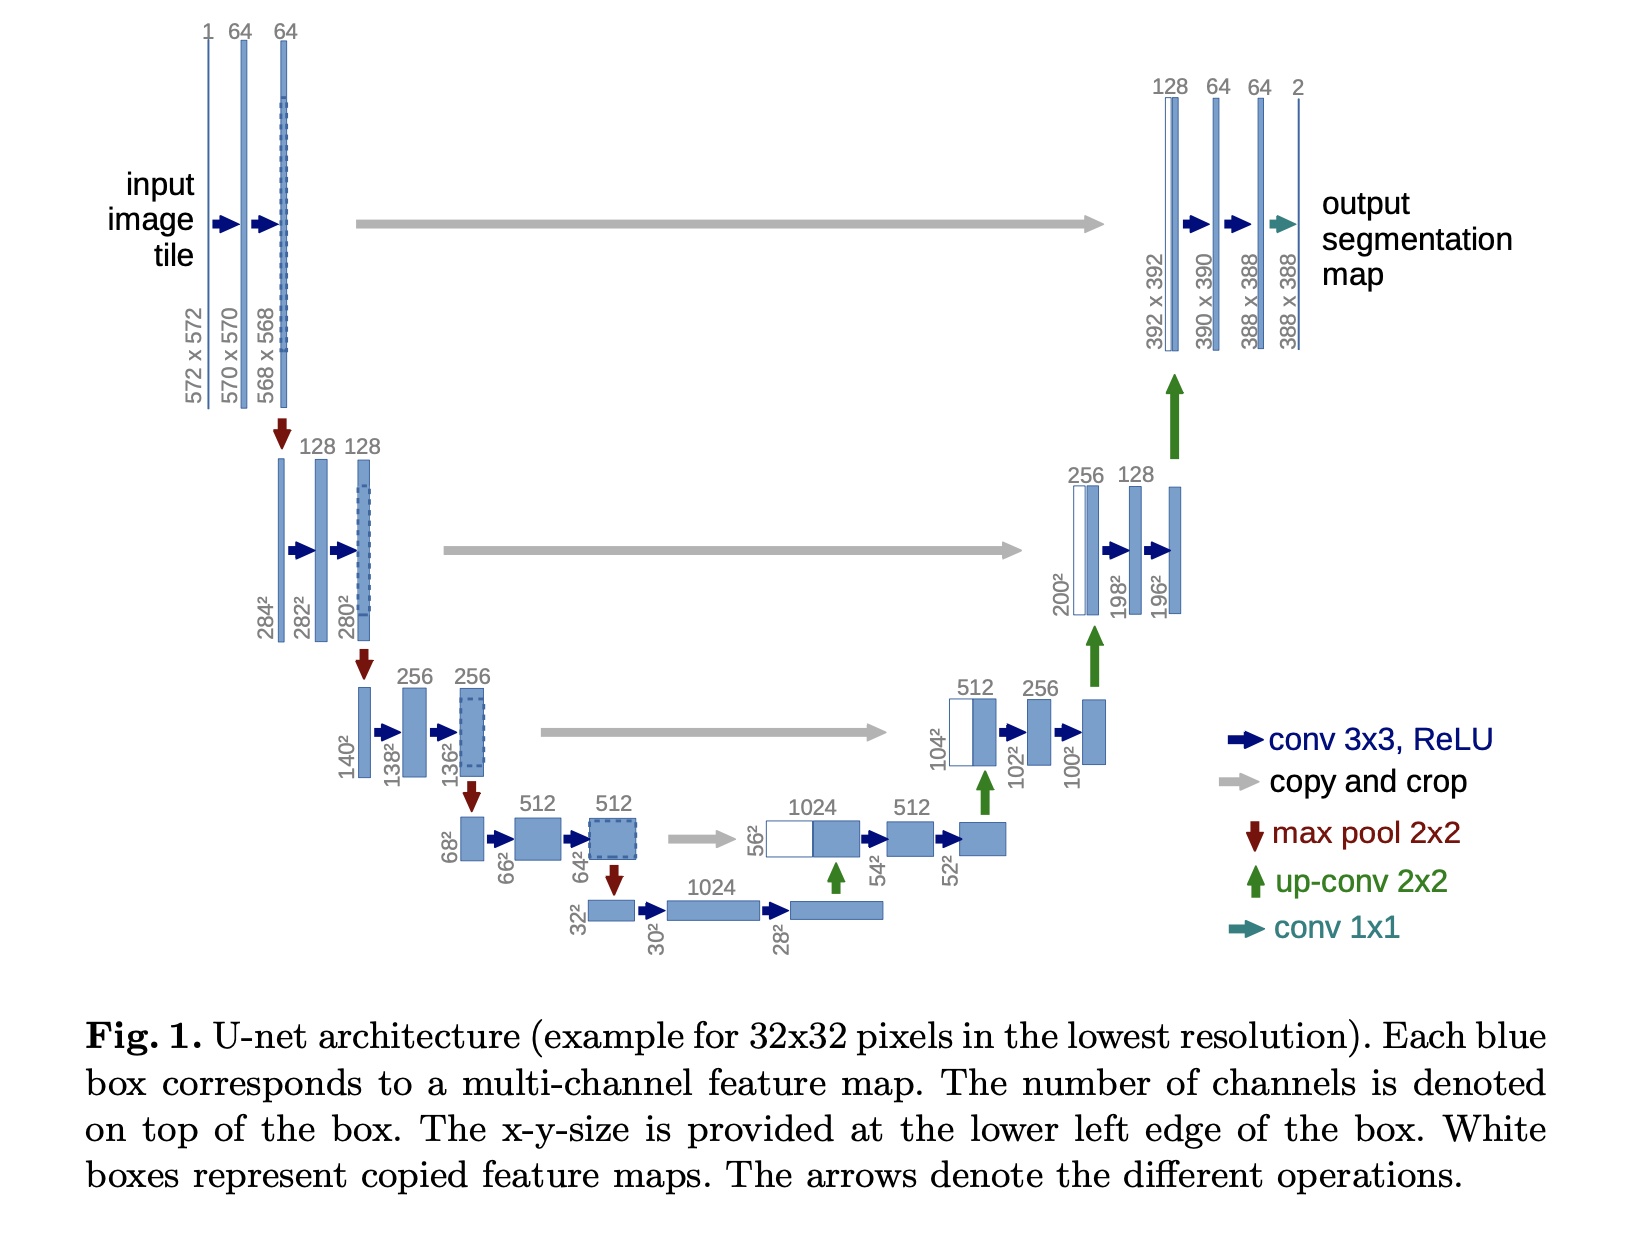 1 64 64
input
image
tile
572 x 572
570 x 570
568 x 568
128 64 64 2
392 x 392
390 x 390
388 x 388
388 x 388
output
segmentation
map
128 128
284²
282²
280²
256 128
200²
198²
196²
256 256
140²
138²
136²
512 256
104²
102²
100²
512 512
68²
66²
64²
1024 512
56²
54²
52²
1024
32²
30²
28²
conv 3x3, ReLU
copy and crop
max pool 2x2
up-conv 2x2
conv 1x1
Fig. 1. U-net architecture (example for 32x32 pixels in the lowest resolution). Each blue
box corresponds to a multi-channel feature map. The number of channels is denoted
on top of the box. The x-y-size is provided at the lower left edge of the box. White
boxes represent copied feature maps. The arrows denote the different operations.